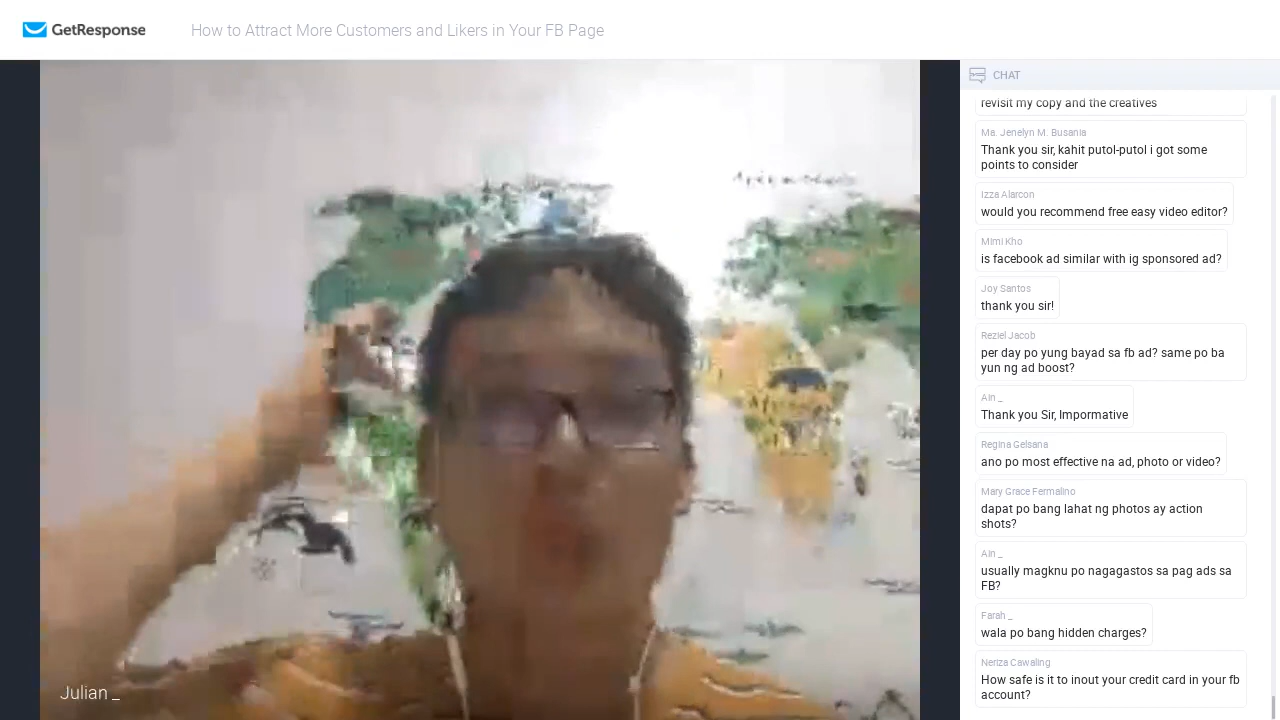 GetResponse
How to Attract More Customers and Likers in Your FB Page
Julian _
CHAT
revisit my copy and the creatives
Ma. Jenelyn M. Busania
Thank you sir, kahit putol-putol i got some
points to consider
Izza Alarcon
would you recommend free easy video editor?
Mimi Kho
is facebook ad similar with ig sponsored ad?
Joy Santos
thank you sir!
Reziel Jacob
per day po yung bayad sa fb ad? same po ba
yun ng ad boost?
Ain _
Thank you Sir, Impormative
Regina Gelsana
ano po most effective na ad, photo or video?
Mary Grace Fermalino
dapat po bang lahat ng photos ay action
shots?
Ain _
usually magknu po nagagastos sa pag ads sa
FB?
Farah _
wala po bang hidden charges?
Neriza Cawaling
How safe is it to inout your credit card in your fb
account?